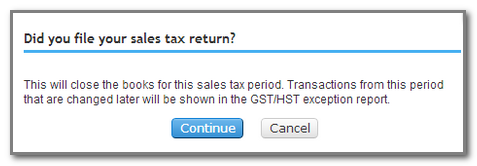 Did you file your sales tax return?
This will close the books for this sales tax period. Transactions from this period
that are changed later will be shown in the GST/HST exception report.
Continue Cancel